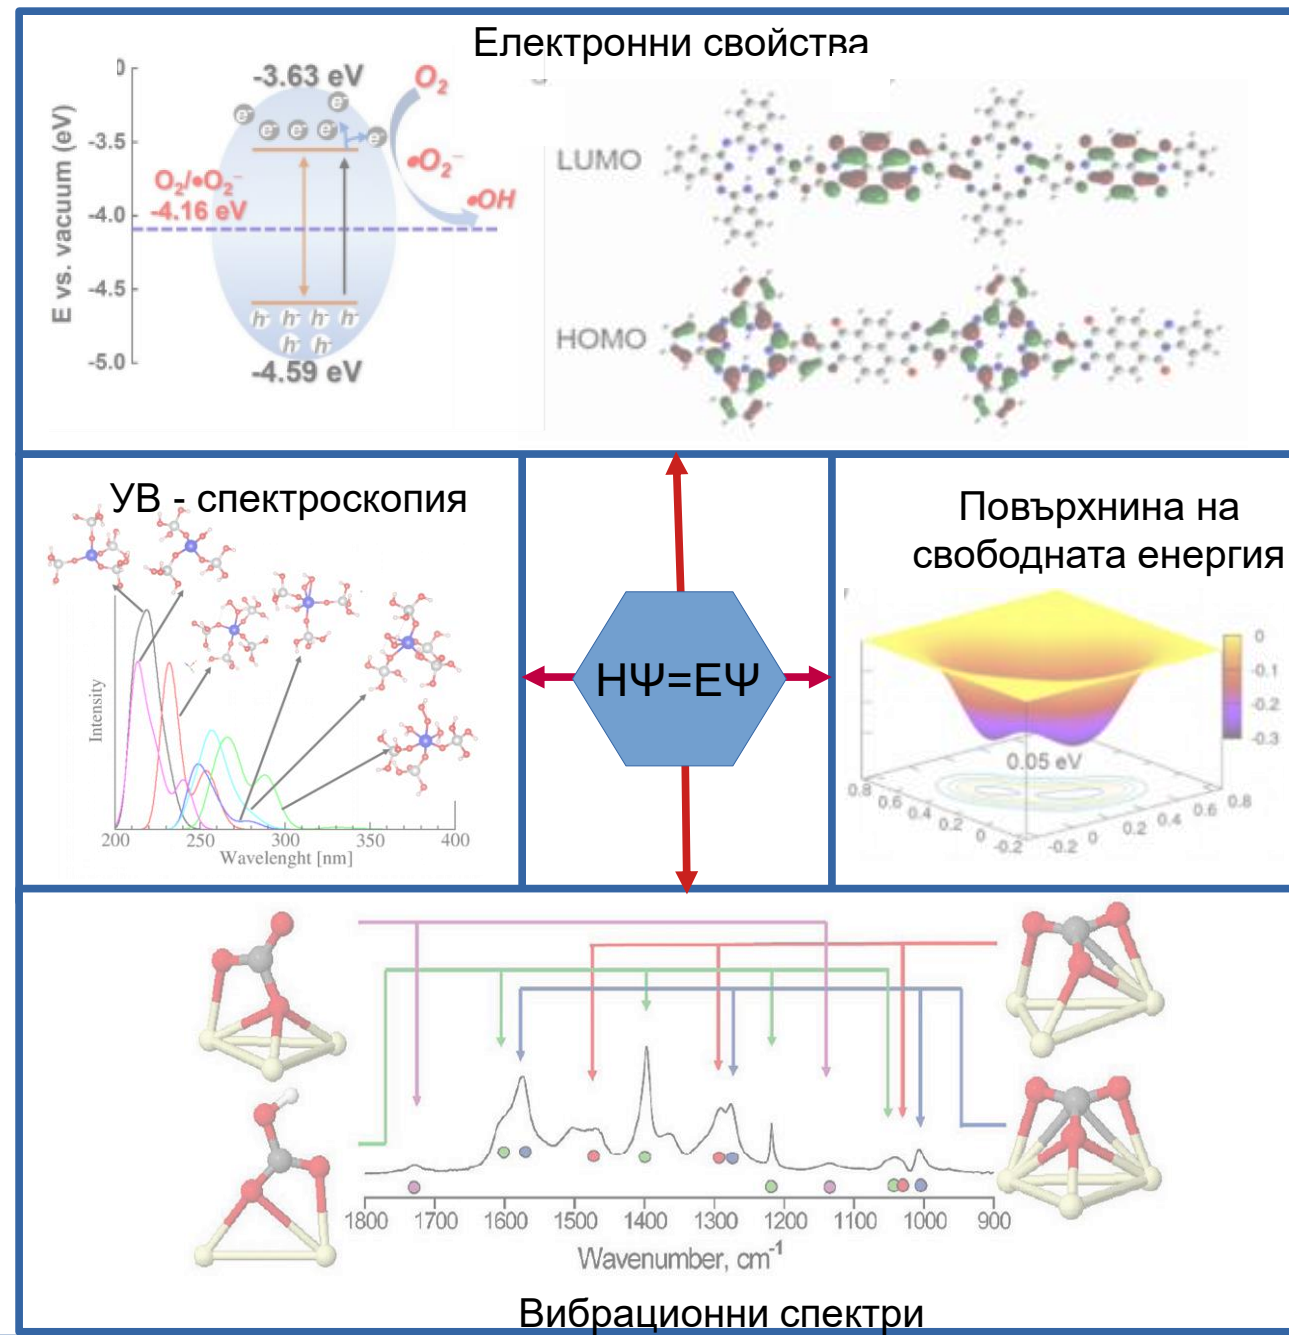 Електронни свойства
0
-3.5
-4.0
-4.5
-5.0
E vs. vacuum (eV)
-3.63 eV
e⁻ e⁻ e⁻ e⁻ e⁻ e⁻
O₂
•O₂⁻
•OH
O₂/•O₂⁻
-4.16 eV
h⁻ h⁻ h⁻ h⁻
h⁻ h⁻
-4.59 eV
LUMO
HOMO
УВ - спектроскопия
Intensity
200 250 300 350 400
Wavelenght [nm]
HΨ=EΨ
Повърхнина на
свободната енергия
0
-0.1
-0.2
-0.3
0.05 eV
0.8 0.6 0.4 0.2 0 -0.2
-0.2 0 0.2 0.4 0.6 0.8
1800 1700 1600 1500 1400 1300 1200 1100 1000 900
Wavenumber, cm⁻¹
Вибрационни спектри